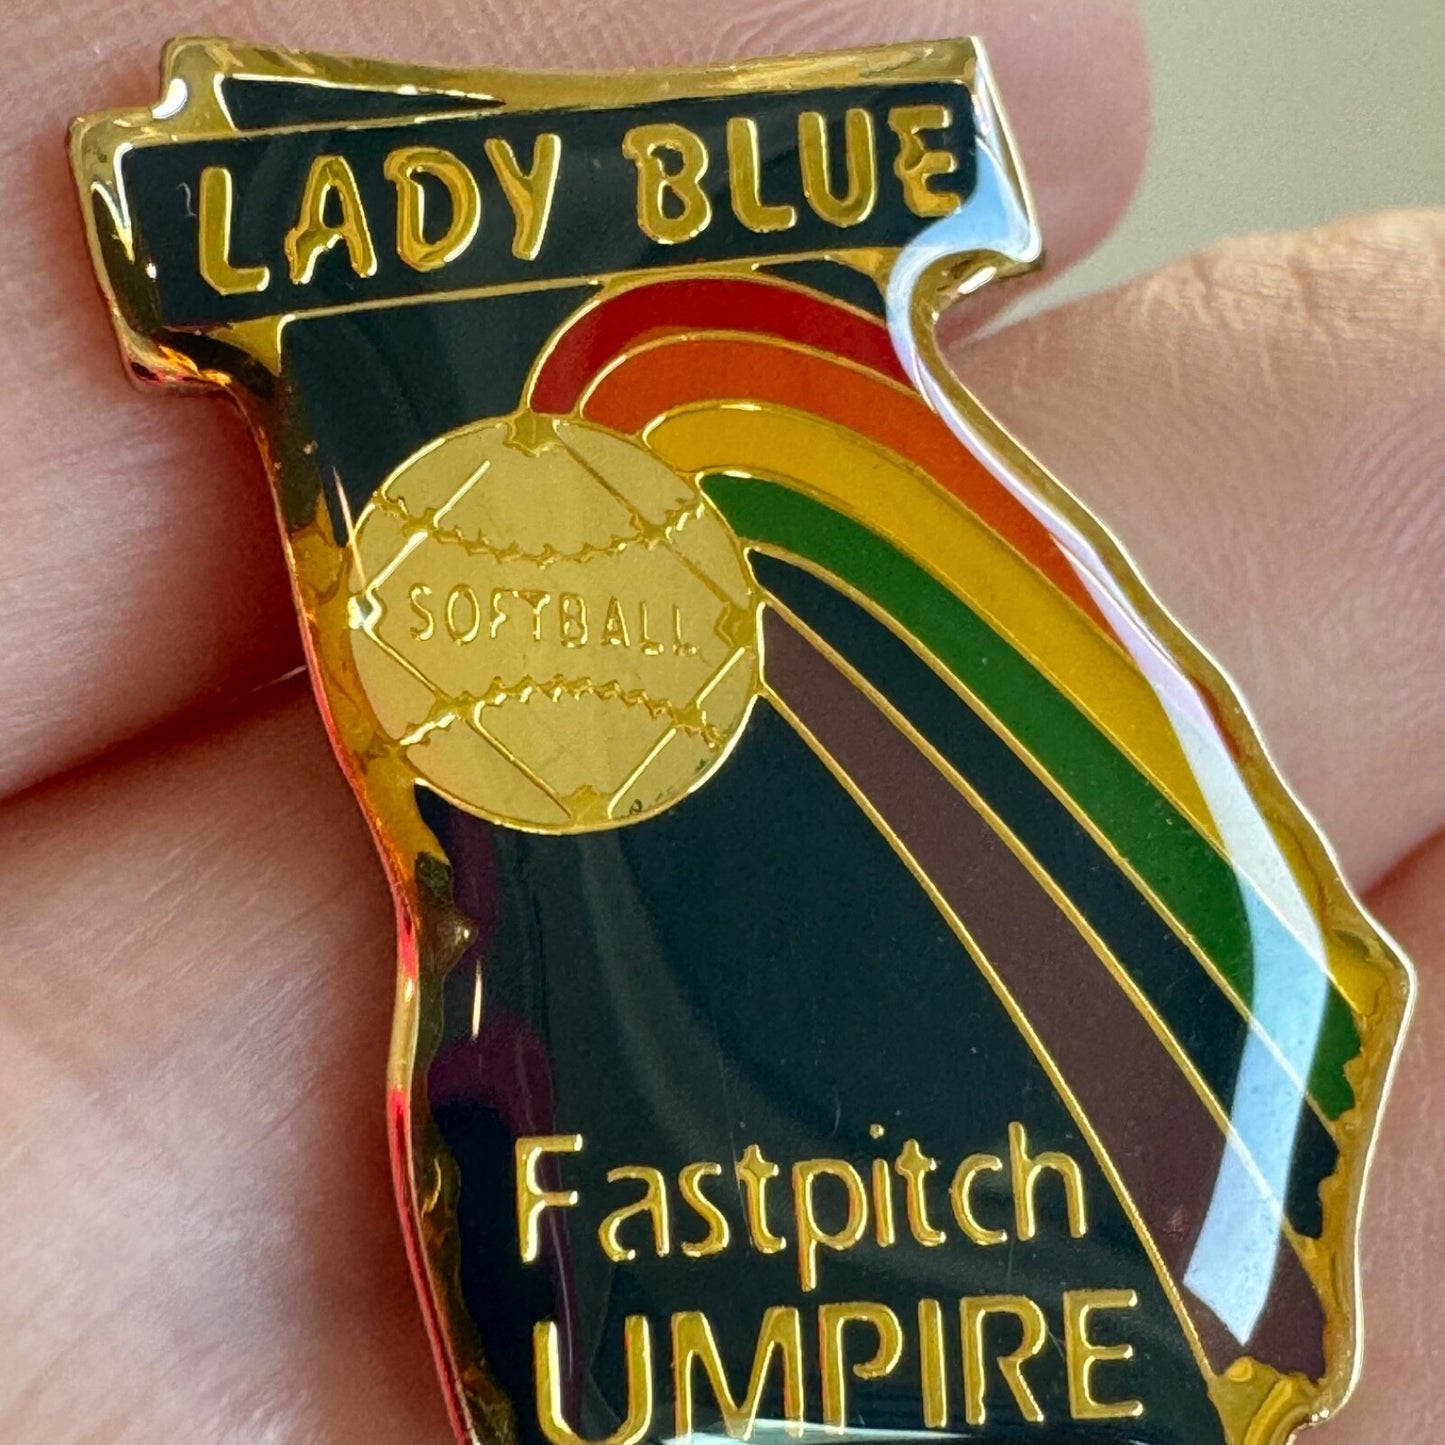 LADY BLUE
SOFTBALL
Fastpitch
UMPIRE